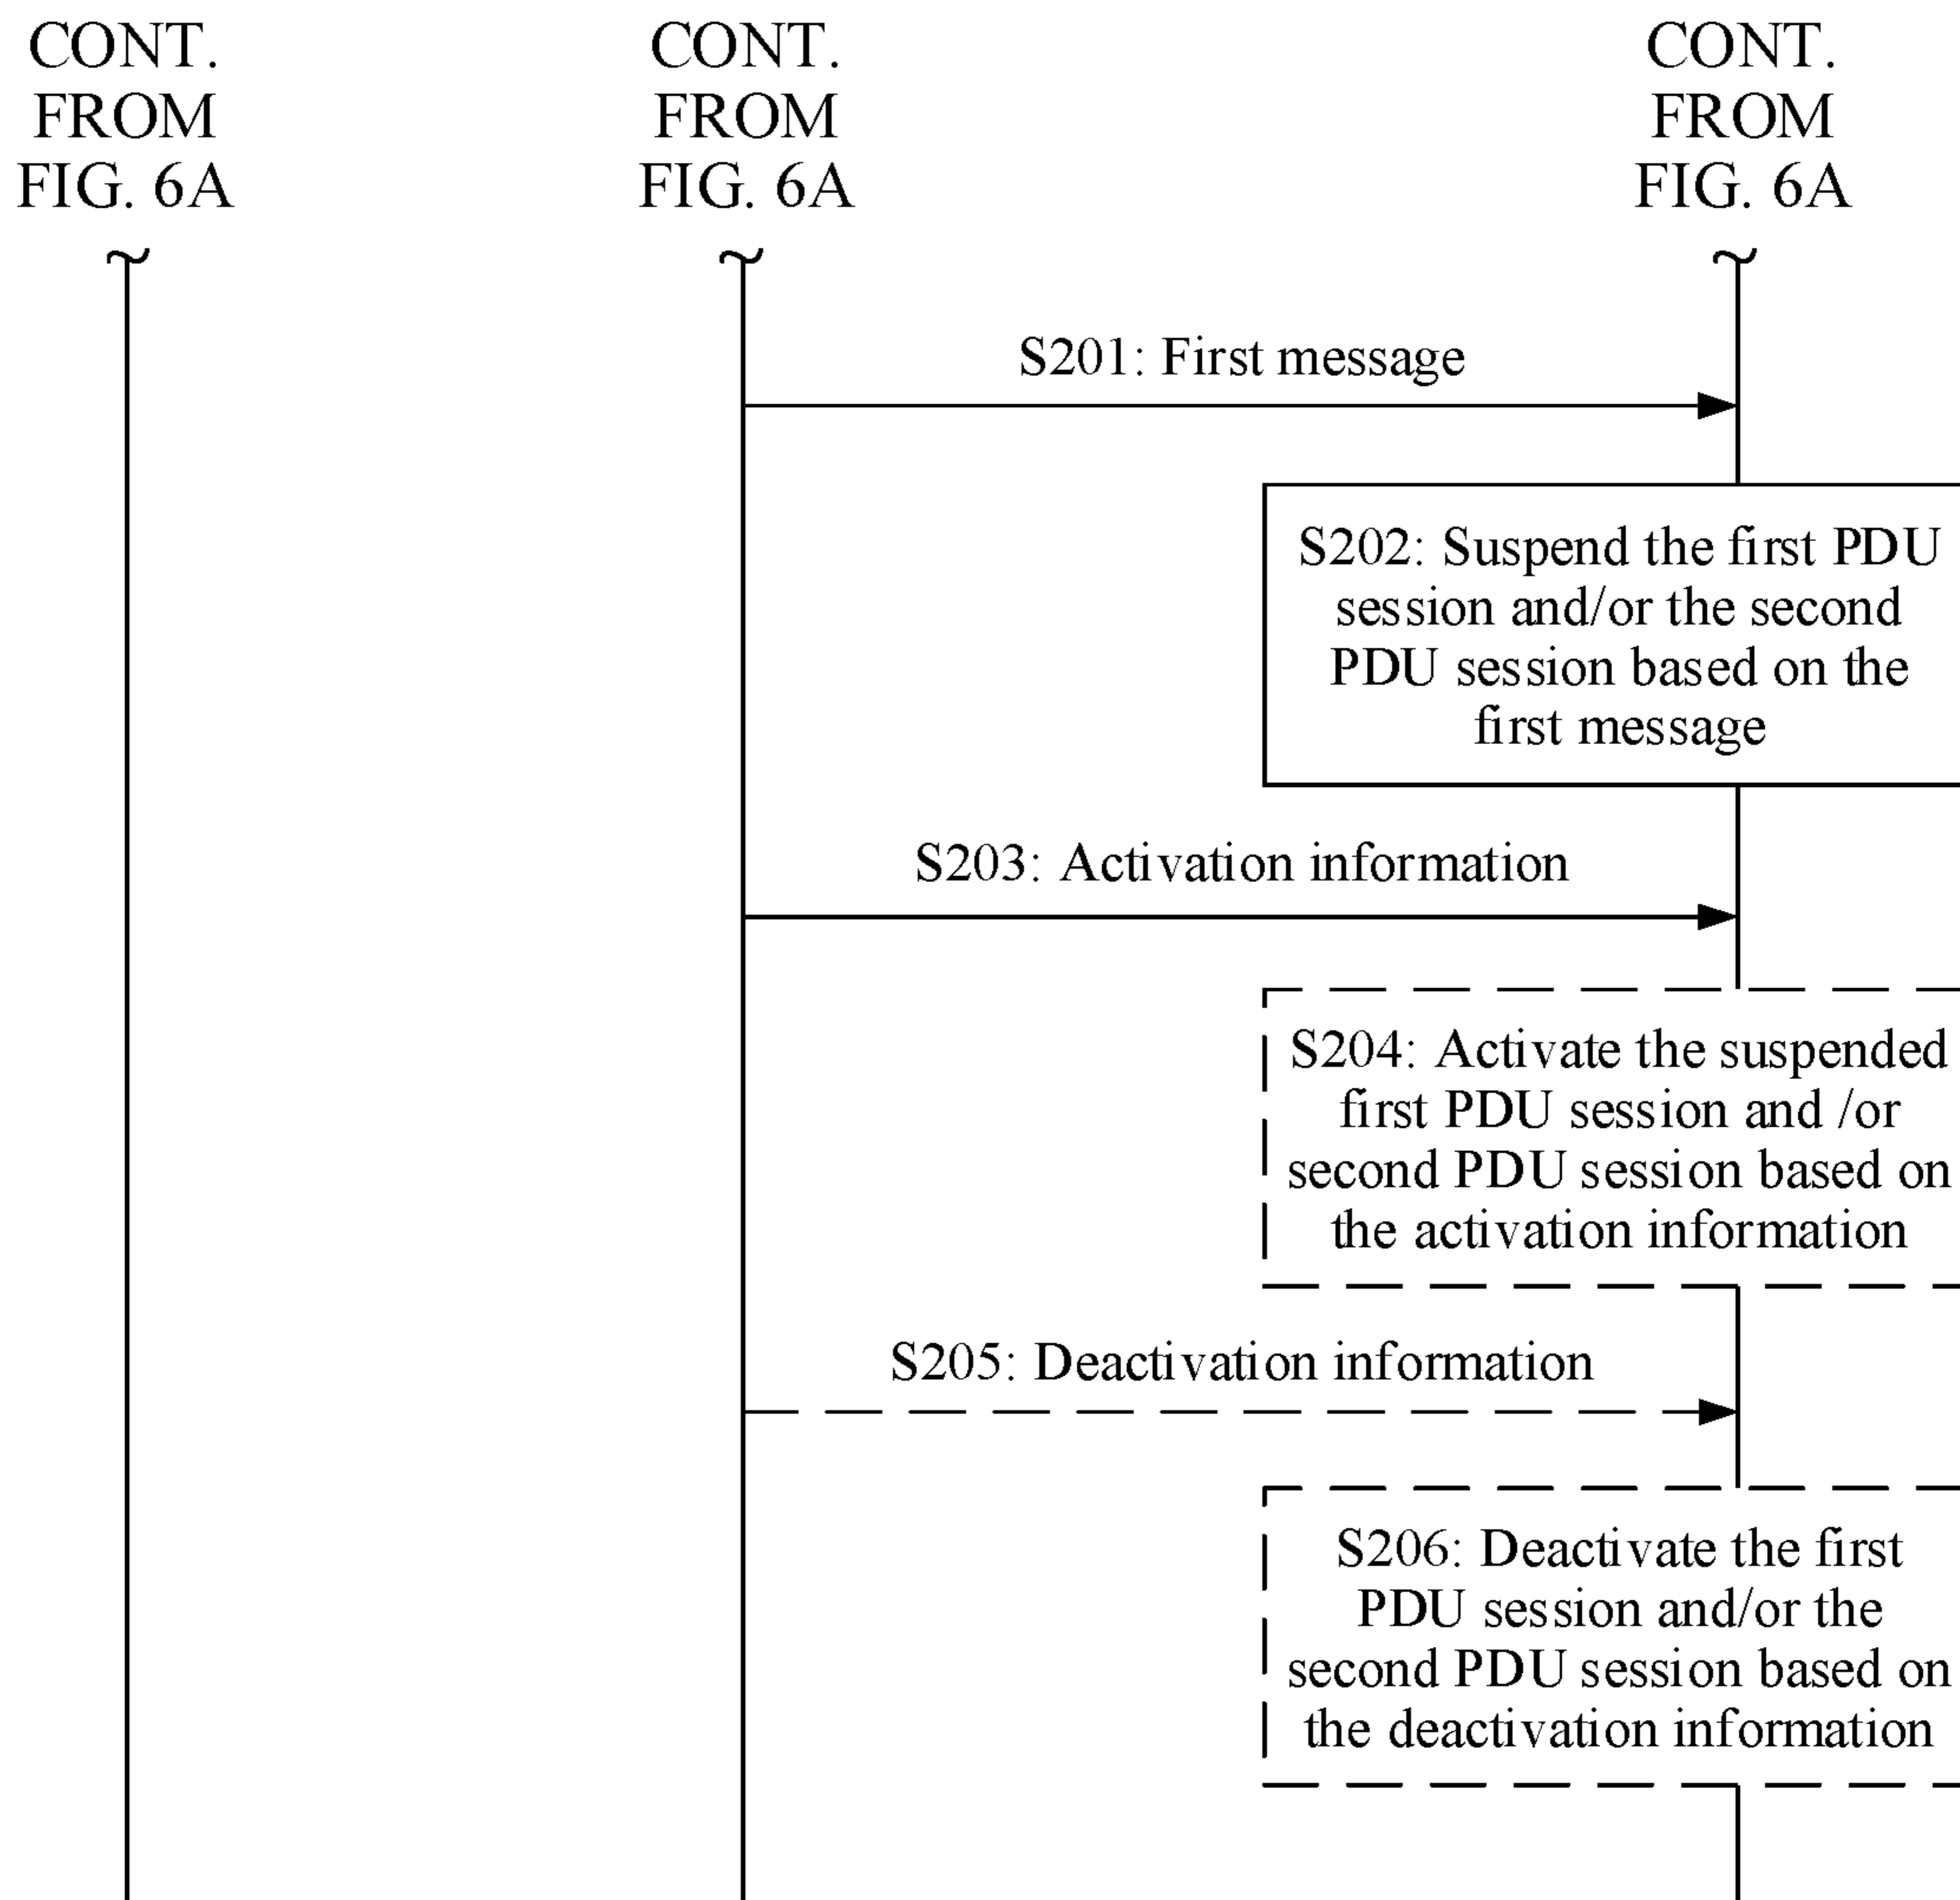 CONT.
FROM
FIG. 6A
CONT.
FROM
FIG. 6A
CONT.
FROM
FIG. 6A
S201: First message
S202: Suspend the first PDU
session and/or the second
PDU session based on the
first message
S203: Activation information
S204: Activate the suspended
first PDU session and /or
second PDU session based on
the activation information
S205: Deactivation information
S206: Deactivate the first
PDU session and/or the
second PDU session based on
the deactivation information